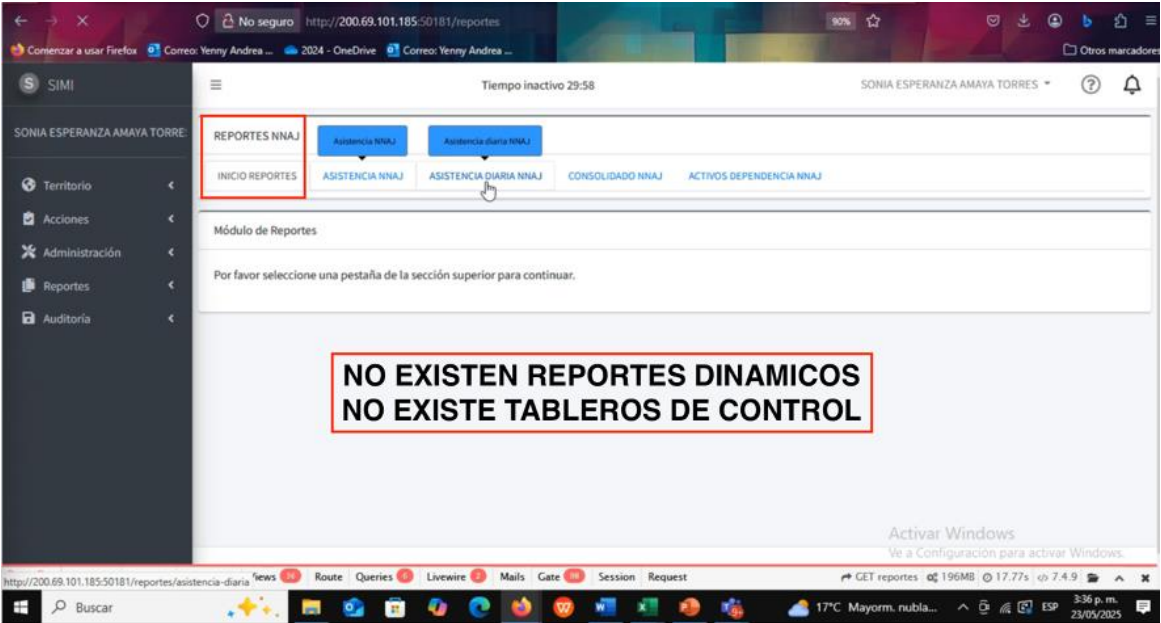 No seguro http://200.69.101.185:50181/reportes 90%
Comenzar a usar Firefox Correo: Yenny Andrea ... 2024 - OneDrive Correo: Yenny Andrea ... Otros marcadores
S SIMI
Tiempo inactivo 29:58
SONIA ESPERANZA AMAYA TORRES
SONIA ESPERANZA AMAYA TORRE
Territorio
Acciones
Administración
Reportes
Auditoría
REPORTES NNAJ
Asistencia NNAJ
Asistencia diaria NNAJ
INICIO REPORTES ASISTENCIA NNAJ ASISTENCIA DIARIA NNAJ CONSOLIDADO NNAJ ACTIVOS DEPENDENCIA NNAJ
Módulo de Reportes
Por favor seleccione una pestaña de la sección superior para continuar.
NO EXISTEN REPORTES DINAMICOS
NO EXISTE TABLEROS DE CONTROL
Activar Windows
Ve a Configuración para activar Windows.
http://200.69.101.185:50181/reportes/asistencia-diaria
Route Queries Livewire Mails Gate Session Request GET reportes 196MB 17.77s 7.4.9
Buscar
17°C Mayorm. nubla... ESP
3:36 p. m.
23/05/2025